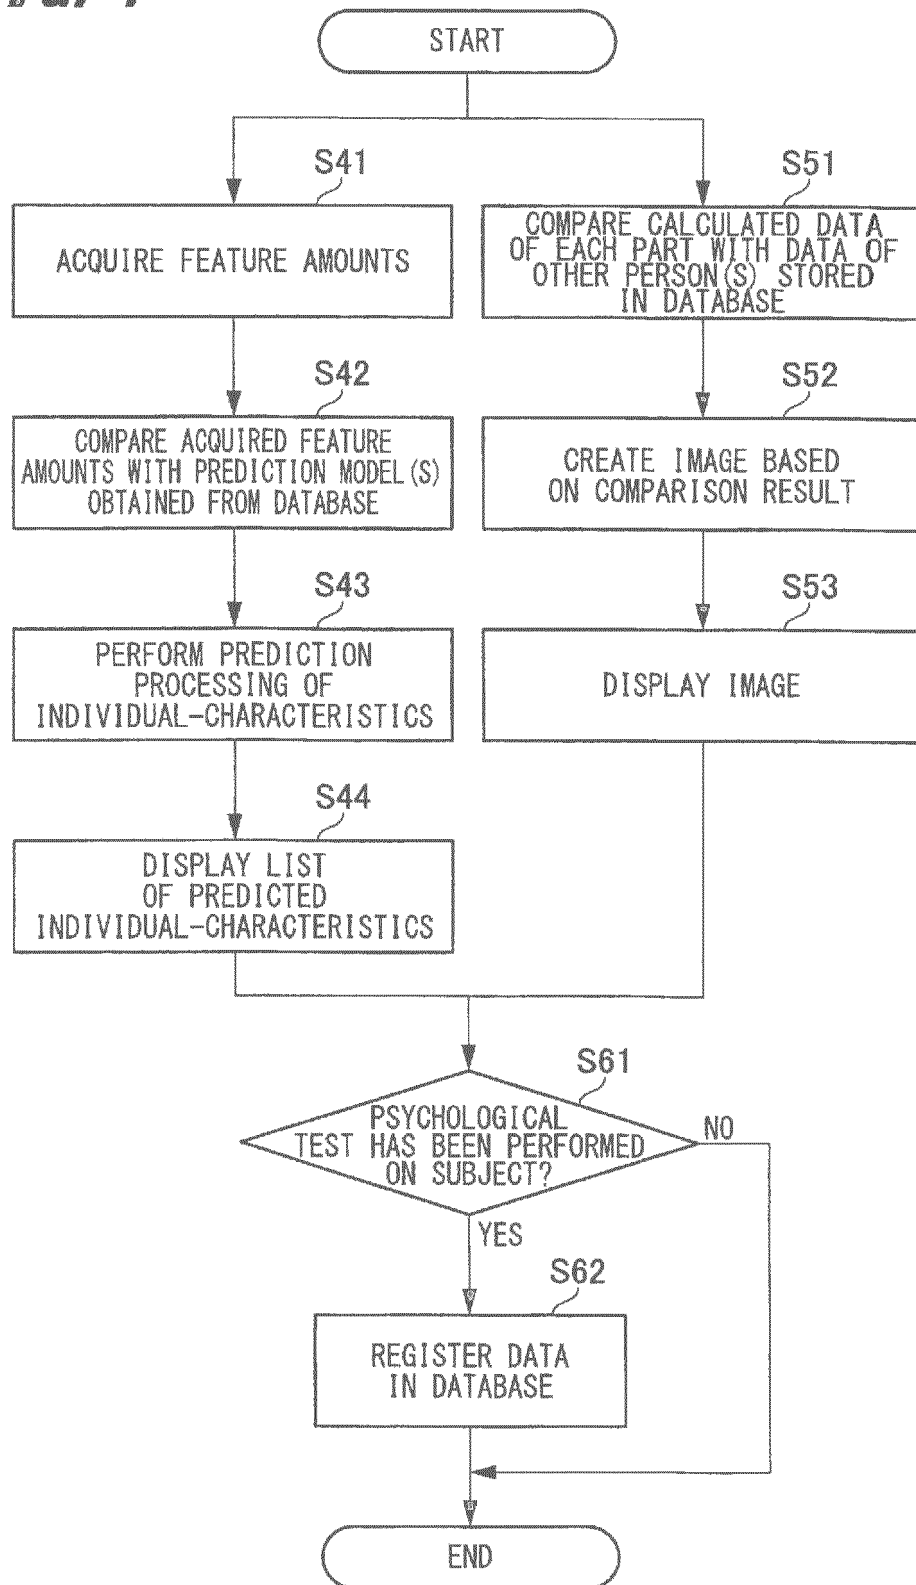 START
S41
ACQUIRE FEATURE AMOUNTS
S42
COMPARE ACQUIRED FEATURE
AMOUNTS WITH PREDICTION MODEL(S)
OBTAINED FROM DATABASE
S43
PERFORM PREDICTION
PROCESSING OF
INDIVIDUAL-CHARACTERISTICS
S44
DISPLAY LIST
OF PREDICTED
INDIVIDUAL-CHARACTERISTICS
S51
COMPARE CALCULATED DATA
OF EACH PART WITH DATA OF
OTHER PERSON(S) STORED
IN DATABASE
S52
CREATE IMAGE BASED
ON COMPARISON RESULT
S53
DISPLAY IMAGE
S61
PSYCHOLOGICAL
TEST HAS BEEN PERFORMED
ON SUBJECT?
NO
YES
S62
REGISTER DATA
IN DATABASE
END